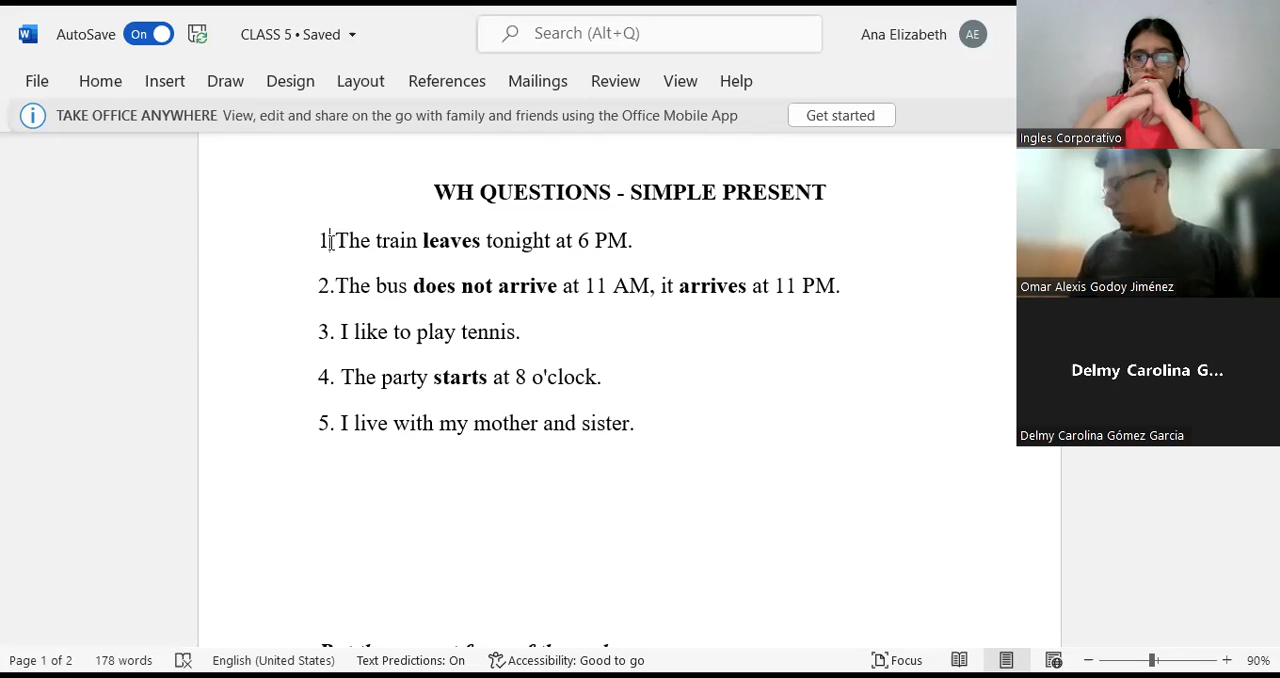 AutoSave On CLASS 5 • Saved Search (Alt+Q) Ana Elizabeth AE
File Home Insert Draw Design Layout References Mailings Review View Help
TAKE OFFICE ANYWHERE View, edit and share on the go with family and friends using the Office Mobile App Get started
Ingles Corporativo
WH QUESTIONS - SIMPLE PRESENT
1.The train leaves tonight at 6 PM.
2.The bus does not arrive at 11 AM, it arrives at 11 PM.
Omar Alexis Godoy Jiménez
3. I like to play tennis.
4. The party starts at 8 o'clock.
Delmy Carolina G...
5. I live with my mother and sister.
Delmy Carolina Gómez Garcia
Page 1 of 2 178 words English (United States) Text Predictions: On Accessibility: Good to go Focus 90%